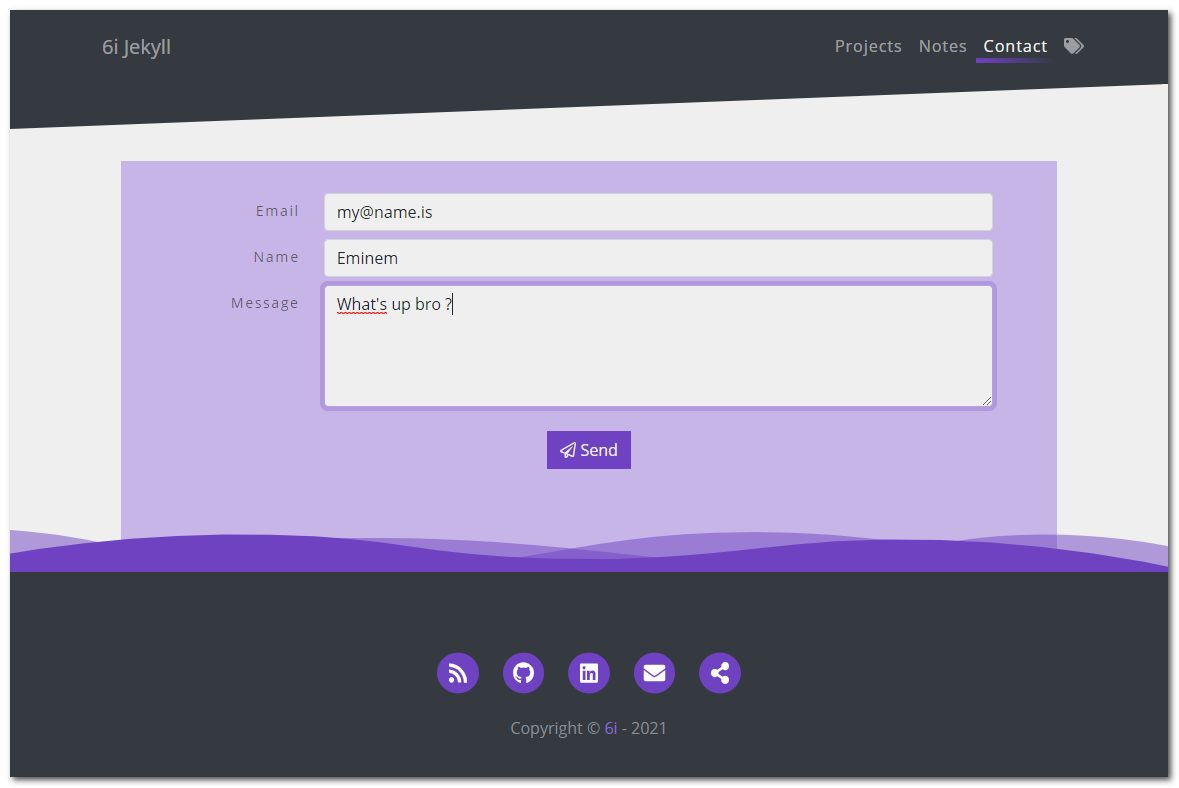 6i Jekyll
Projects Notes Contact
Email my@name.is
Name Eminem
Message What's up bro ?
Send
Copyright © 6i - 2021